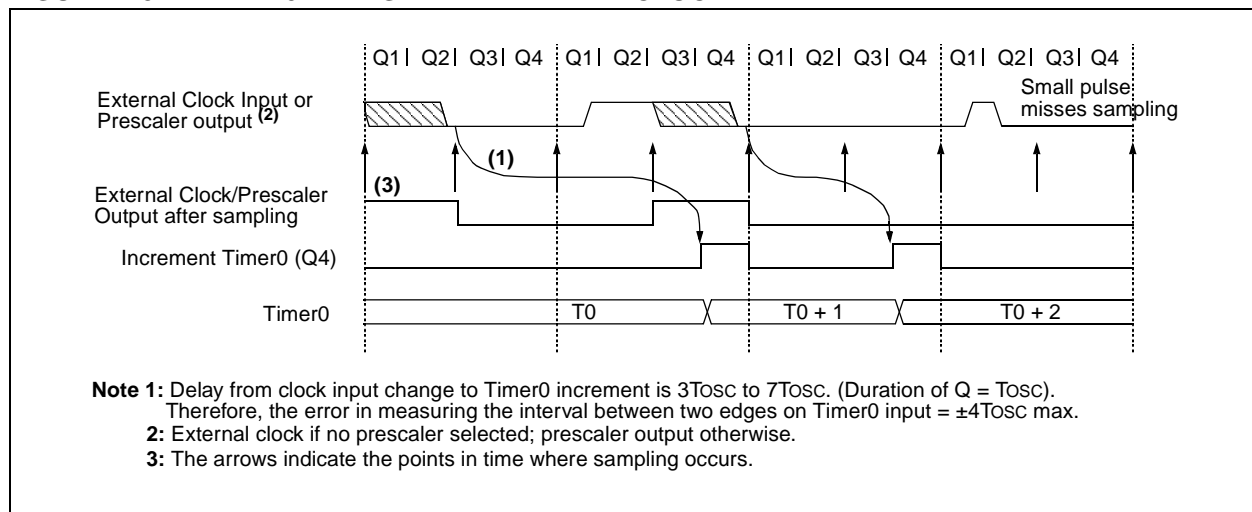 Q1| Q2| Q3| Q4 Q1| Q2| Q3| Q4 Q1| Q2| Q3| Q4 Q1| Q2| Q3| Q4
External Clock Input or
Prescaler output (2)
Small pulse
misses sampling
(1)
(3)
External Clock/Prescaler
Output after sampling
Increment Timer0 (Q4)
Timer0 T0 T0 + 1 T0 + 2
Note 1: Delay from clock input change to Timer0 increment is 3TOSC to 7TOSC. (Duration of Q = TOSC).
Therefore, the error in measuring the interval between two edges on Timer0 input = ±4TOSC max.
2: External clock if no prescaler selected; prescaler output otherwise.
3: The arrows indicate the points in time where sampling occurs.